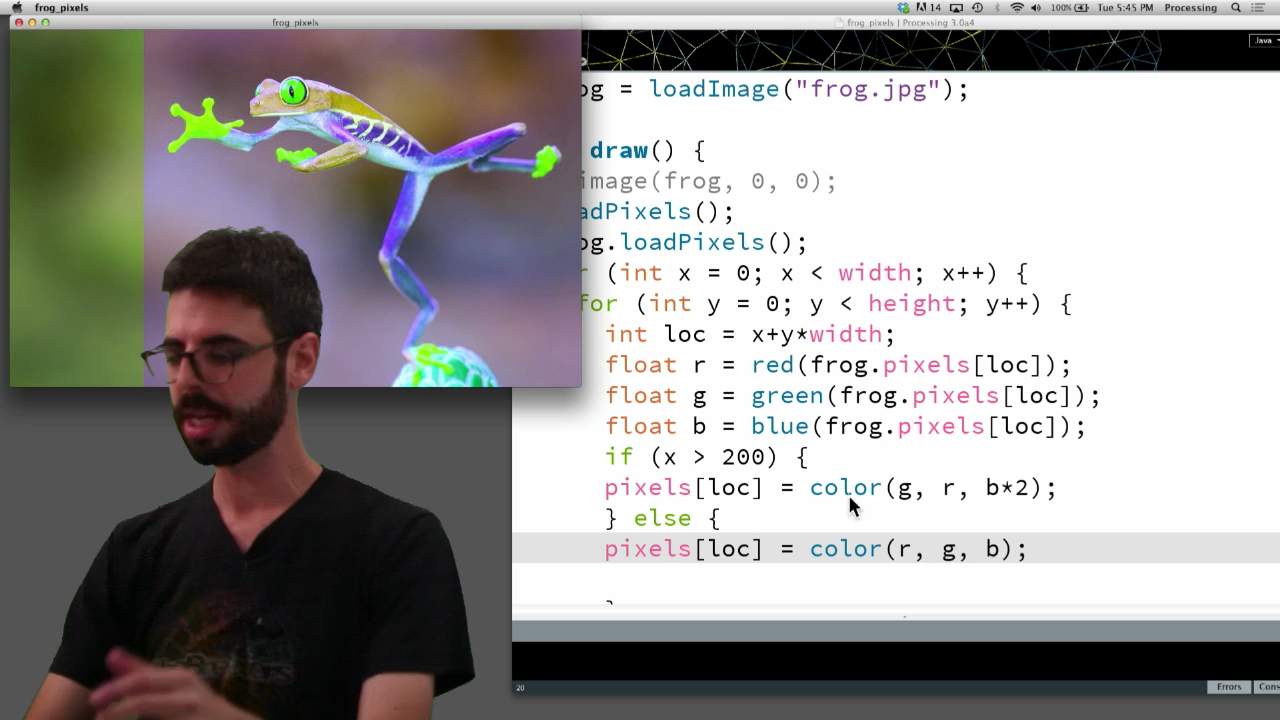 frog_pixels
14
100%
Tue 5:45 PM
Processing
frog_pixels
frog_pixels | Processing 3.0a4
Java
og = loadImage("frog.jpg");
draw() {
image(frog, 0, 0);
adPixels();
og.loadPixels();
r (int x = 0; x < width; x++) {
for (int y = 0; y < height; y++) {
int loc = x+y*width;
float r = red(frog.pixels[loc]);
float g = green(frog.pixels[loc]);
float b = blue(frog.pixels[loc]);
if (x > 200) {
pixels[loc] = color(g, r, b*2);
} else {
pixels[loc] = color(r, g, b);
}
20
Errors
Cons